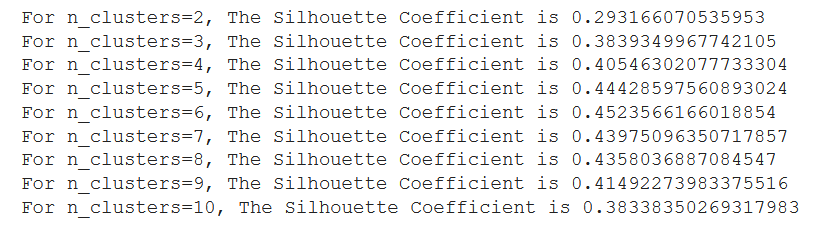 For n_clusters=2, The Silhouette Coefficient is 0.293166070535953
For n_clusters=3, The Silhouette Coefficient is 0.3839349967742105
For n_clusters=4, The Silhouette Coefficient is 0.40546302077733304
For n_clusters=5, The Silhouette Coefficient is 0.44428597560893024
For n_clusters=6, The Silhouette Coefficient is 0.4523566166018854
For n_clusters=7, The Silhouette Coefficient is 0.43975096350717857
For n_clusters=8, The Silhouette Coefficient is 0.4358036887084547
For n_clusters=9, The Silhouette Coefficient is 0.41492273983375516
For n_clusters=10, The Silhouette Coefficient is 0.38338350269317983